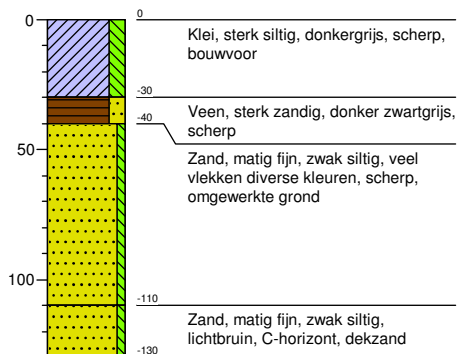 0
0
Klei, sterk siltig, donkergrijs, scherp,
bouwvoor
-30
Veen, sterk zandig, donker zwartgrijs,
scherp
-40
50
Zand, matig fijn, zwak siltig, veel
vlekken diverse kleuren, scherp,
omgewerkte grond
100
-110
Zand, matig fijn, zwak siltig,
lichtbruin, C-horizont, dekzand
-130